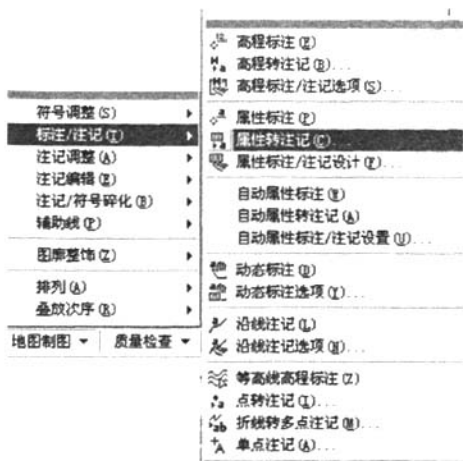 符号调整(S)
标注/注记(T)
注记调整(A)
注记编辑(E)
注记/符号碎化(B)
辅助线(P)
图廓整饰(Z)
排列(A)
叠放次序(R)
地图制图
质量检查
高程标注(E)
高程转注记(B)...
高程标注/注记选项(S)...
属性标注(P)
属性转注记(C)...
属性标注/注记设计(F)...
自动属性标注(W)
自动属性转注记(A)
自动属性标注/注记设置(U)...
动态标注(D)
动态标注选项(Y)...
沿线注记(L)
沿线注记选项(N)...
等高线高程标注(Z)
点转注记(I)...
折线转多点注记(M)...
单点注记(A)...